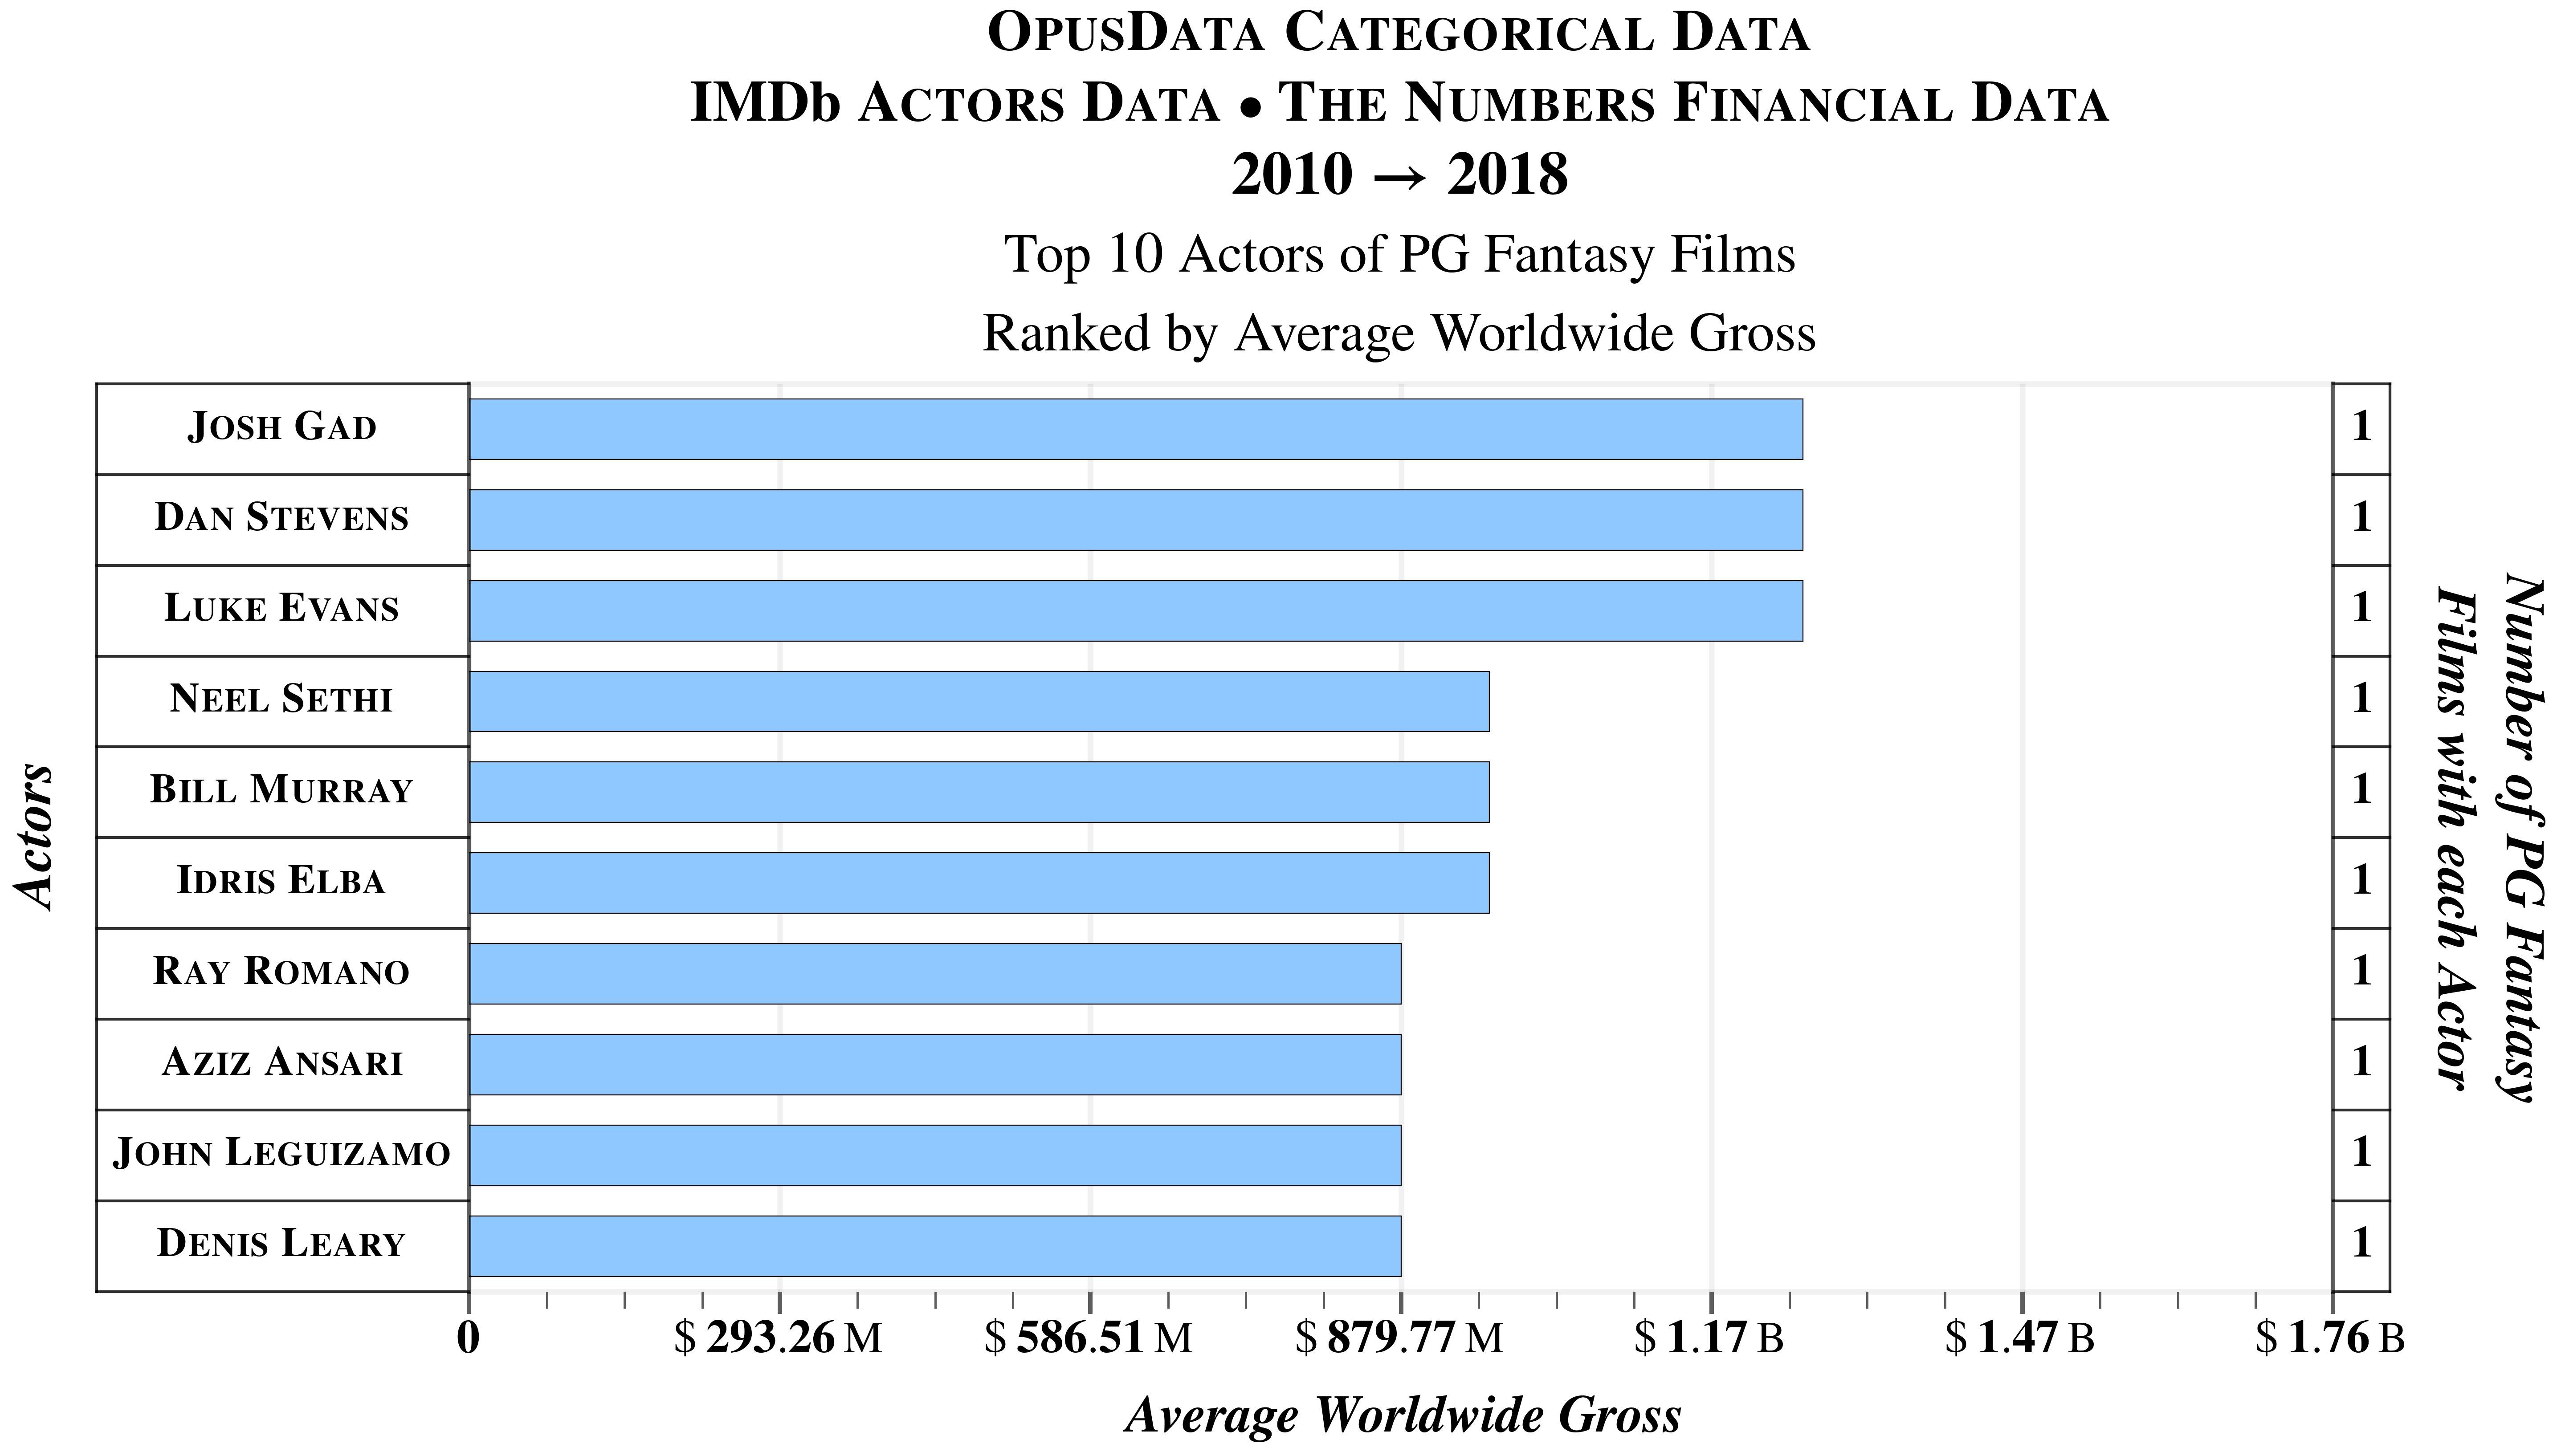 OPUSDATA CATEGORICAL DATA
IMDb ACTORS DATA • THE NUMBERS FINANCIAL DATA
2010 → 2018
Top 10 Actors of PG Fantasy Films
Ranked by Average Worldwide Gross
Actors
JOSH GAD 1
DAN STEVENS 1
LUKE EVANS 1
NEEL SETHI 1
BILL MURRAY 1
IDRIS ELBA 1
RAY ROMANO 1
AZIZ ANSARI 1
JOHN LEGUIZAMO 1
DENIS LEARY 1
Number of PG Fantasy
Films with each Actor
0 $ 293.26 M $ 586.51 M $ 879.77 M $ 1.17 B $ 1.47 B $ 1.76 B
Average Worldwide Gross